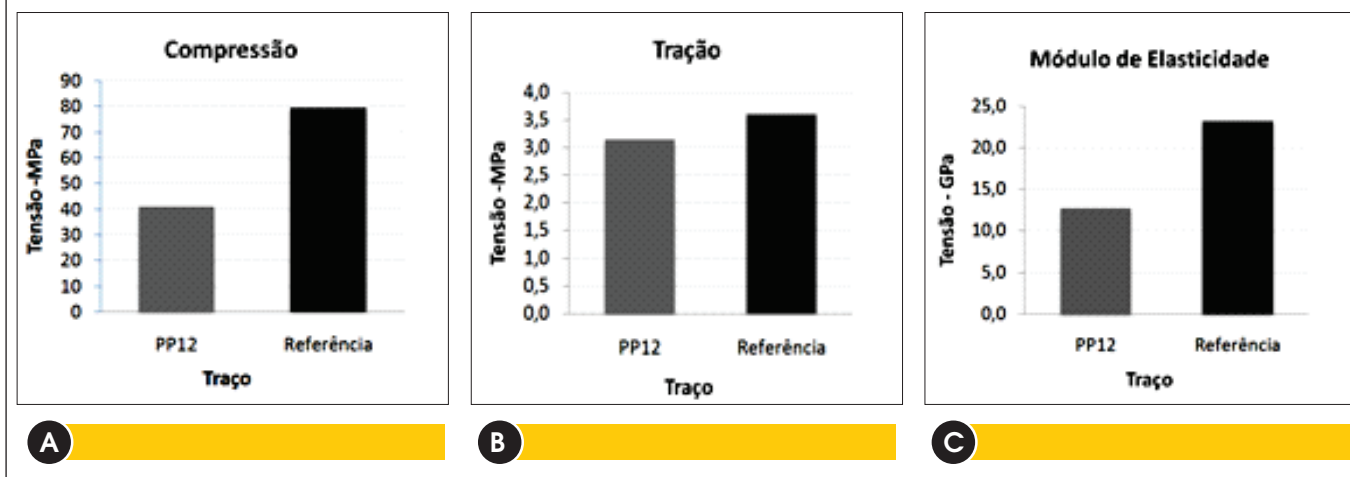 Compressão
90
80
70
60
50
40
30
20
10
0
Tensão -MPa
PP12 Referência
Traço
A
Tração
4,0
3,5
3,0
2,5
2,0
1,5
1,0
0,5
0,0
Tensão -MPa
PP12 Referência
Traço
B
Módulo de Elasticidade
25,0
20,0
15,0
10,0
5,0
0,0
Tensão - GPa
PP12 Referência
Traço
C